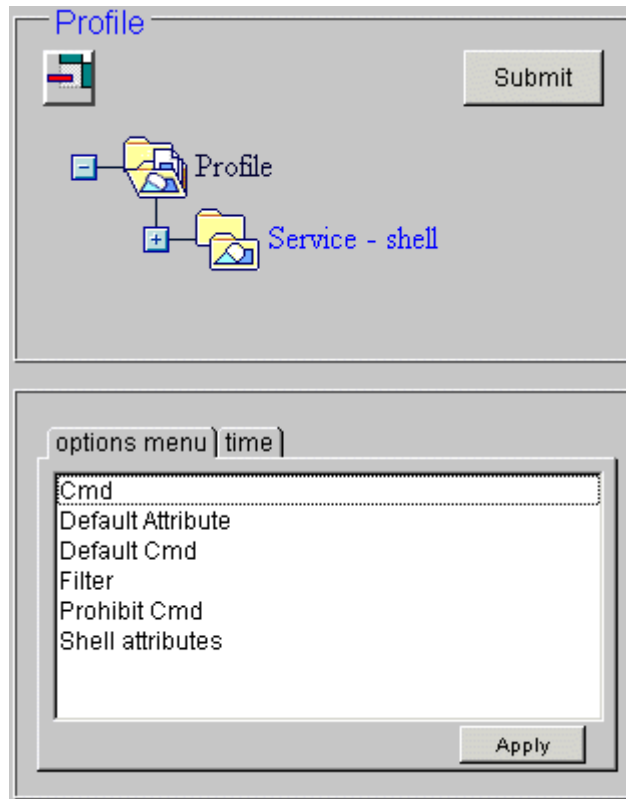 Profile
Submit
Profile
Service - shell
options menu time
Cmd
Default Attribute
Default Cmd
Filter
Prohibit Cmd
Shell attributes
Apply